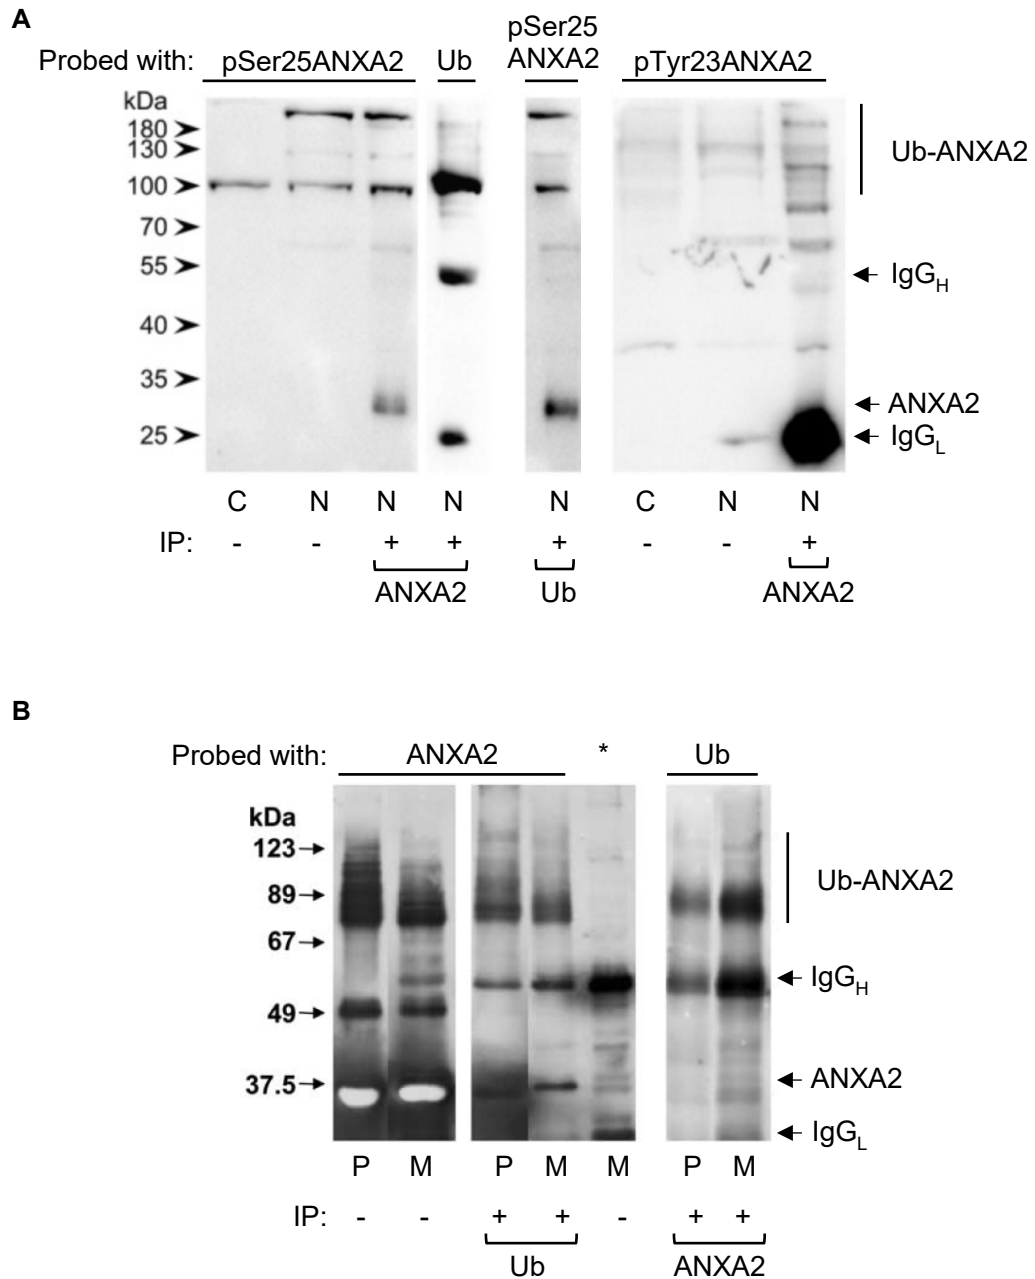 A
pSer25
Probed with: pSer25ANXA2 Ub ANXA2 pTyr23ANXA2
kDa
180
130
100
70
55
40
35
25
Ub-ANXA2
IgGH
ANXA2
IgGL
C N N N N C N N
IP: - - + + + - - +
ANXA2 Ub ANXA2
B
Probed with: ANXA2 * Ub
kDa
123
89
67
49
37.5
Ub-ANXA2
IgGH
ANXA2
IgGL
P M P M M P M
IP: - - + + - + +
Ub ANXA2